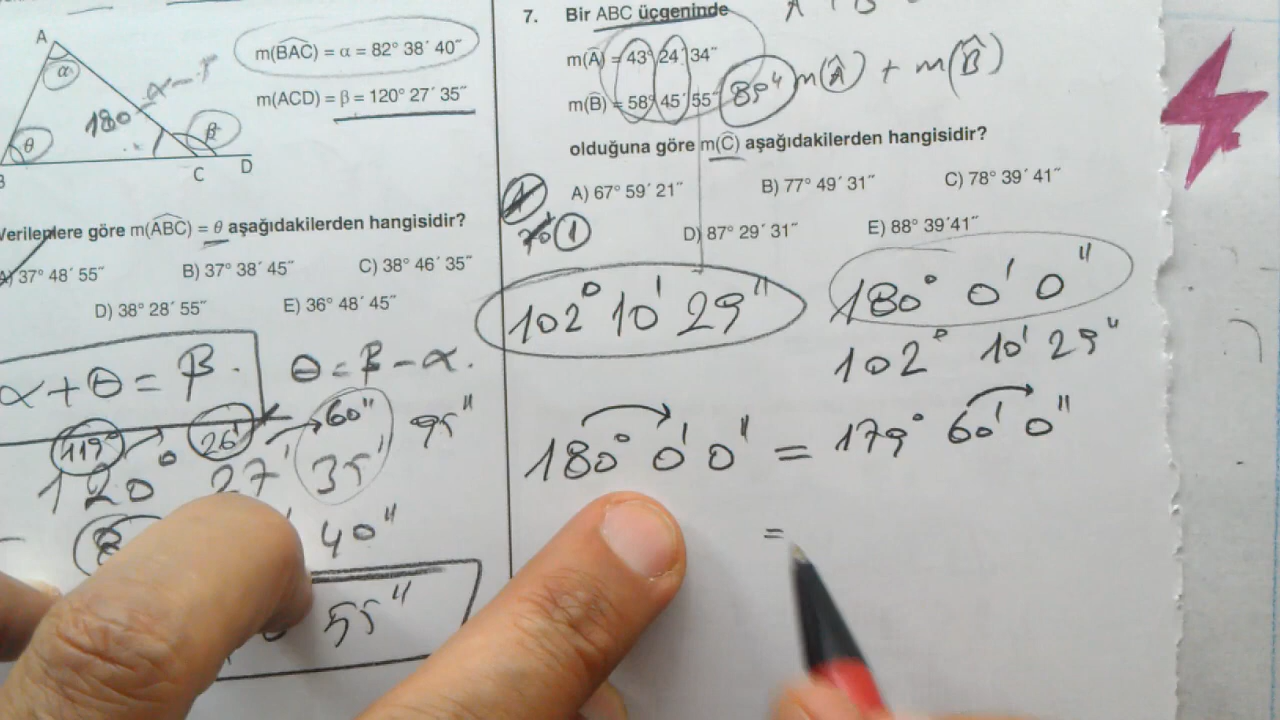 A
α
θ
β
B
C
D
180 - α -
m(BAC) = α = 82° 38′ 40″
m(ACD) = β = 120° 27′ 35″
Verilenlere göre m(ABC) = θ aşağıdakilerden hangisidir?
A) 37° 48′ 55″
B) 37° 38′ 45″
C) 38° 46′ 35″
D) 38° 28′ 55″
E) 36° 48′ 45″
α + θ = β.
θ = β - α.
119° 26′ 60″
120° 27′ 35′ 95″
40″
55″
7. Bir ABC üçgeninde
m(A) = 43° 24′ 34″
m(B) = 58° 45′ 55″
89″ m(A) + m(B)
olduğuna göre m(C) aşağıdakilerden hangisidir?
A) 67° 59′ 21″
B) 77° 49′ 31″
C) 78° 39′ 41″
D) 87° 29′ 31″
E) 88° 39′41″
1
102° 10′ 29″
180° 0′ 0″
102° 10′ 29″
180° 0′ 0″ = 179° 60′ 0″
=